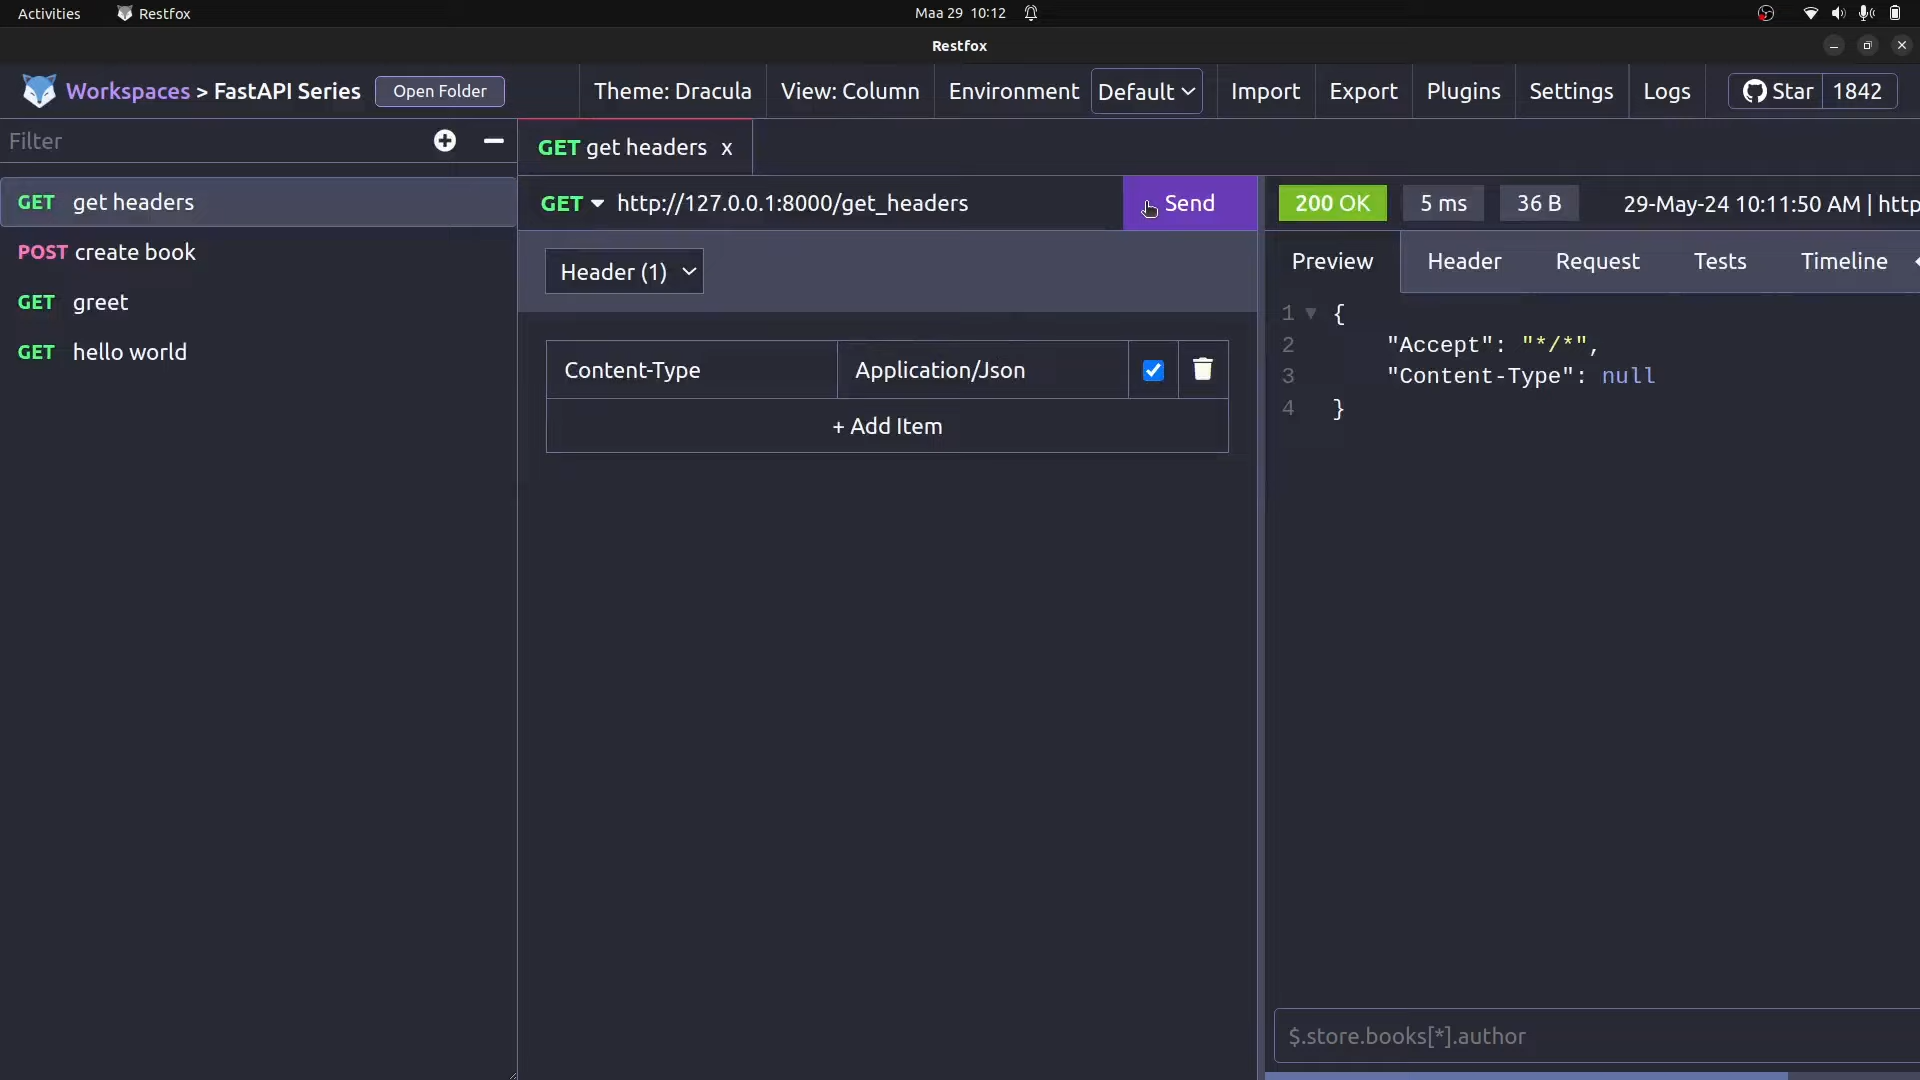 Activities Restfox Maa 29 10:12
Restfox
Workspaces > FastAPI Series Open Folder Theme: Dracula View: Column Environment Default Import Export Plugins Settings Logs Star 1842
Filter
GET get headers x
GET get headers
POST create book
GET greet
GET hello world
GET http://127.0.0.1:8000/get_headers Send
Header (1)
Content-Type Application/Json
+ Add Item
200 OK 5 ms 36 B 29-May-24 10:11:50 AM | http
Preview Header Request Tests Timeline
1 {
2 "Accept": "*/*",
3 "Content-Type": null
4 }
$.store.books[*].author